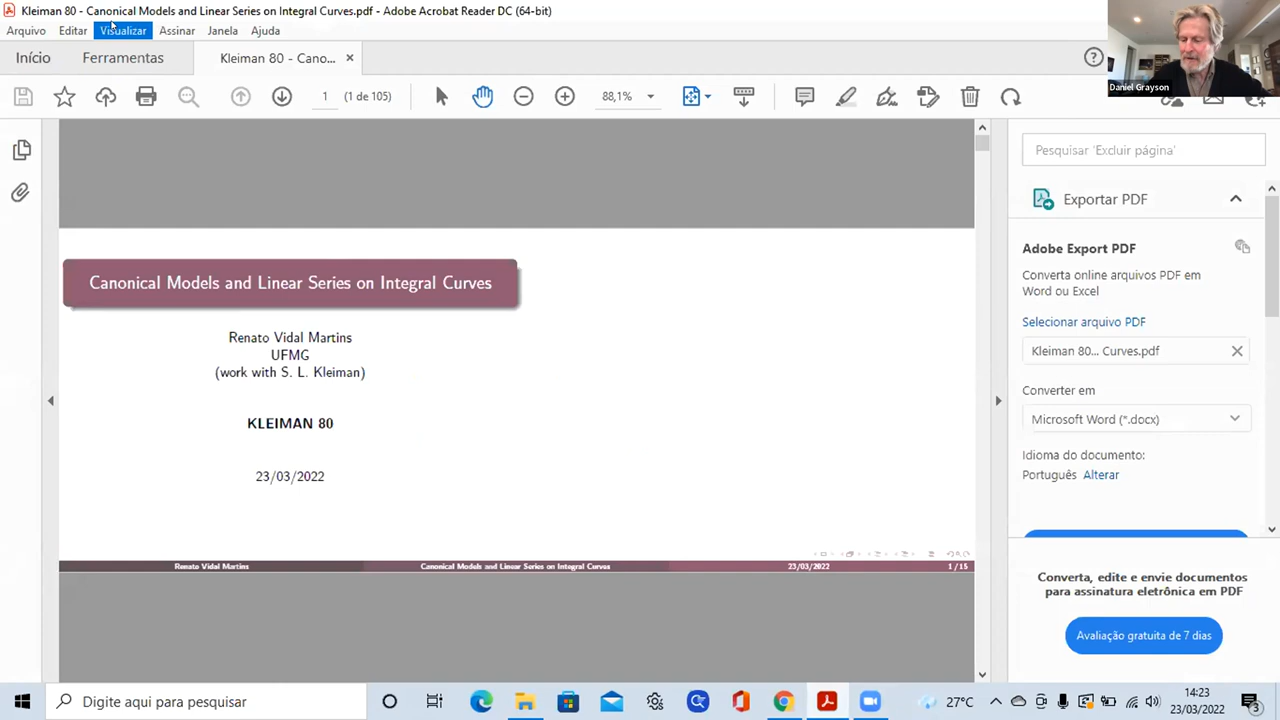 Kleiman 80 - Canonical Models and Linear Series on Integral Curves.pdf - Adobe Acrobat Reader DC (64-bit)
Arquivo Editar Visualizar Assinar Janela Ajuda
Início Ferramentas Kleiman 80 - Cano... ×
1 (1 de 105) 88,1%
Daniel Grayson
Pesquisar 'Excluir página'
Exportar PDF
Adobe Export PDF
Converta online arquivos PDF em
Word ou Excel
Selecionar arquivo PDF
Kleiman 80... Curves.pdf
Converter em
Microsoft Word (*.docx)
Idioma do documento:
Português Alterar
Converta, edite e envie documentos
para assinatura eletrônica em PDF
Avaliação gratuita de 7 dias
Canonical Models and Linear Series on Integral Curves
Renato Vidal Martins
UFMG
(work with S. L. Kleiman)
KLEIMAN 80
23/03/2022
Renato Vidal Martins Canonical Models and Linear Series on Integral Curves 23/03/2022 1 / 15
Digite aqui para pesquisar
27°C
14:23
23/03/2022
3